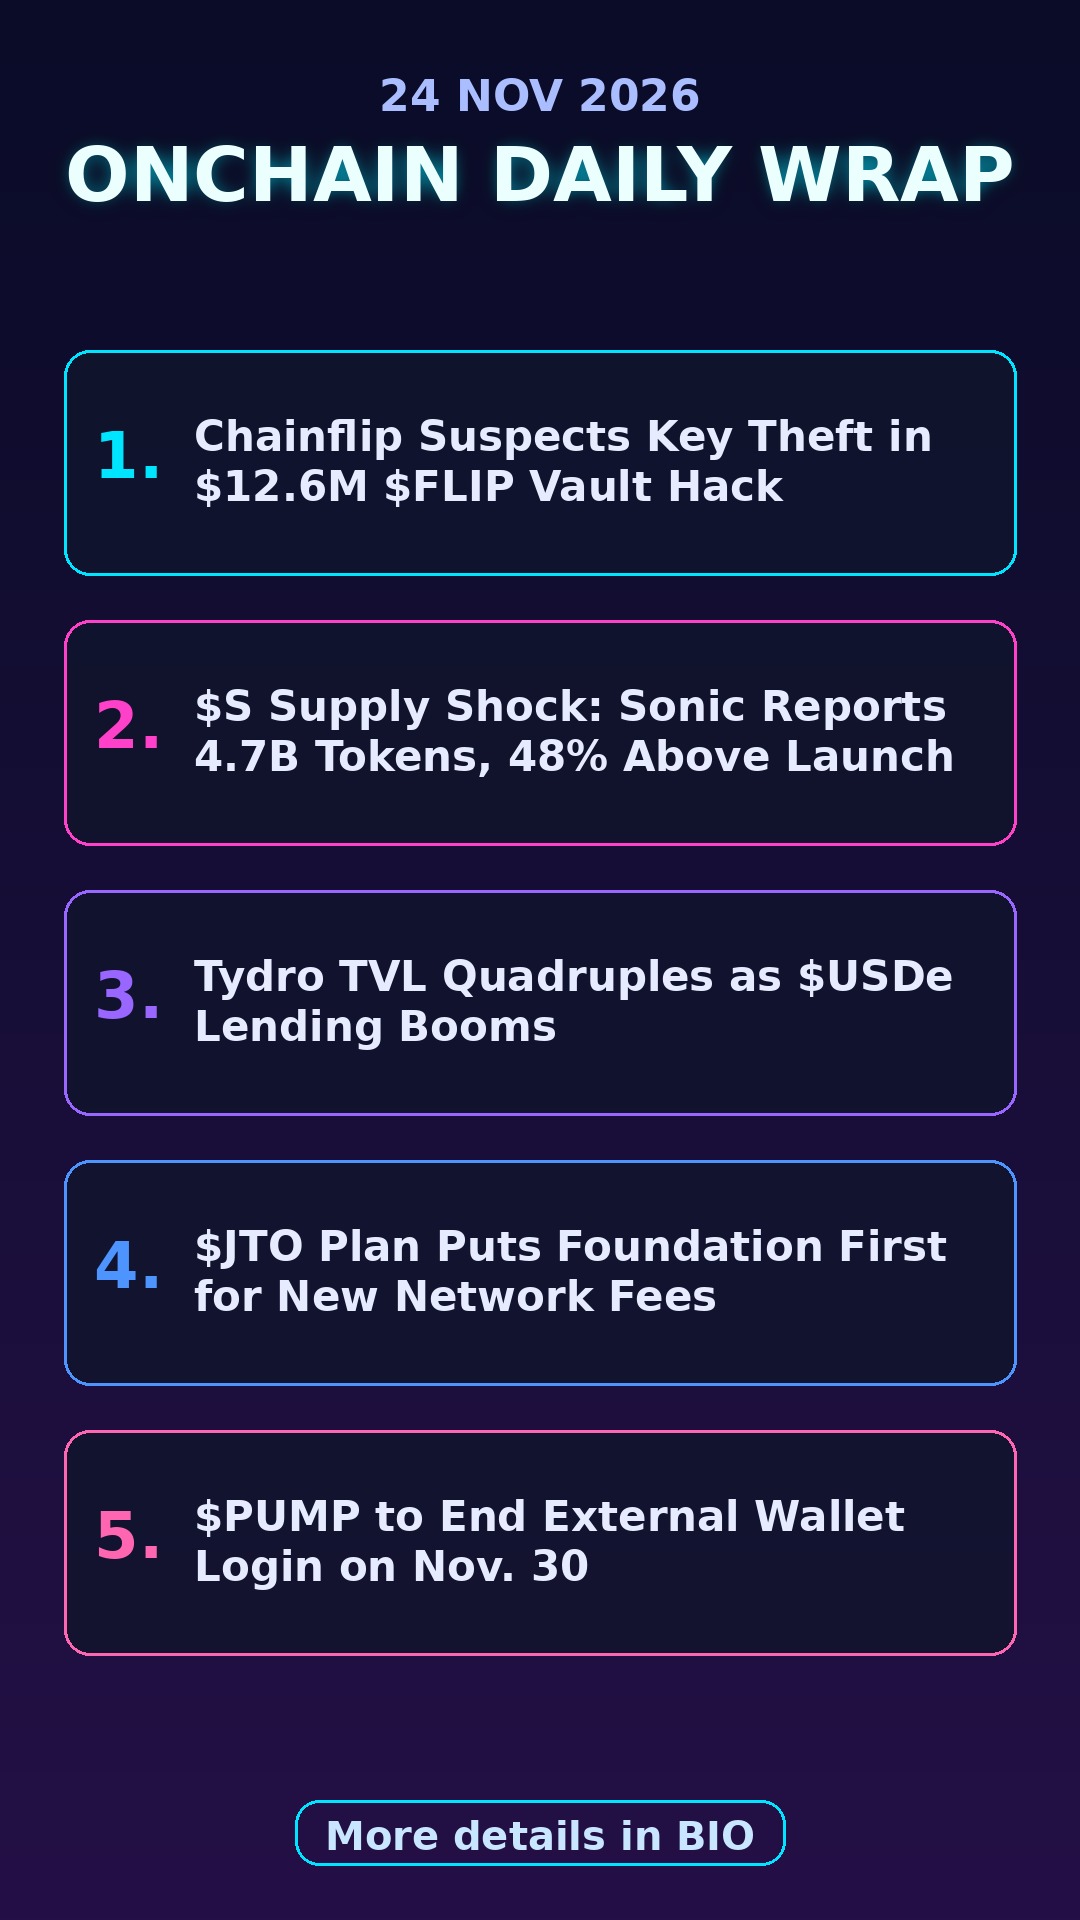 24 NOV 2026
ONCHAIN DAILY WRAP
1.
Chainflip Suspects Key Theft in
$12.6M $FLIP Vault Hack
2.
$S Supply Shock: Sonic Reports
4.7B Tokens, 48% Above Launch
3.
Tydro TVL Quadruples as $USDe
Lending Booms
4.
$JTO Plan Puts Foundation First
for New Network Fees
5.
$PUMP to End External Wallet
Login on Nov. 30
More details in BIO